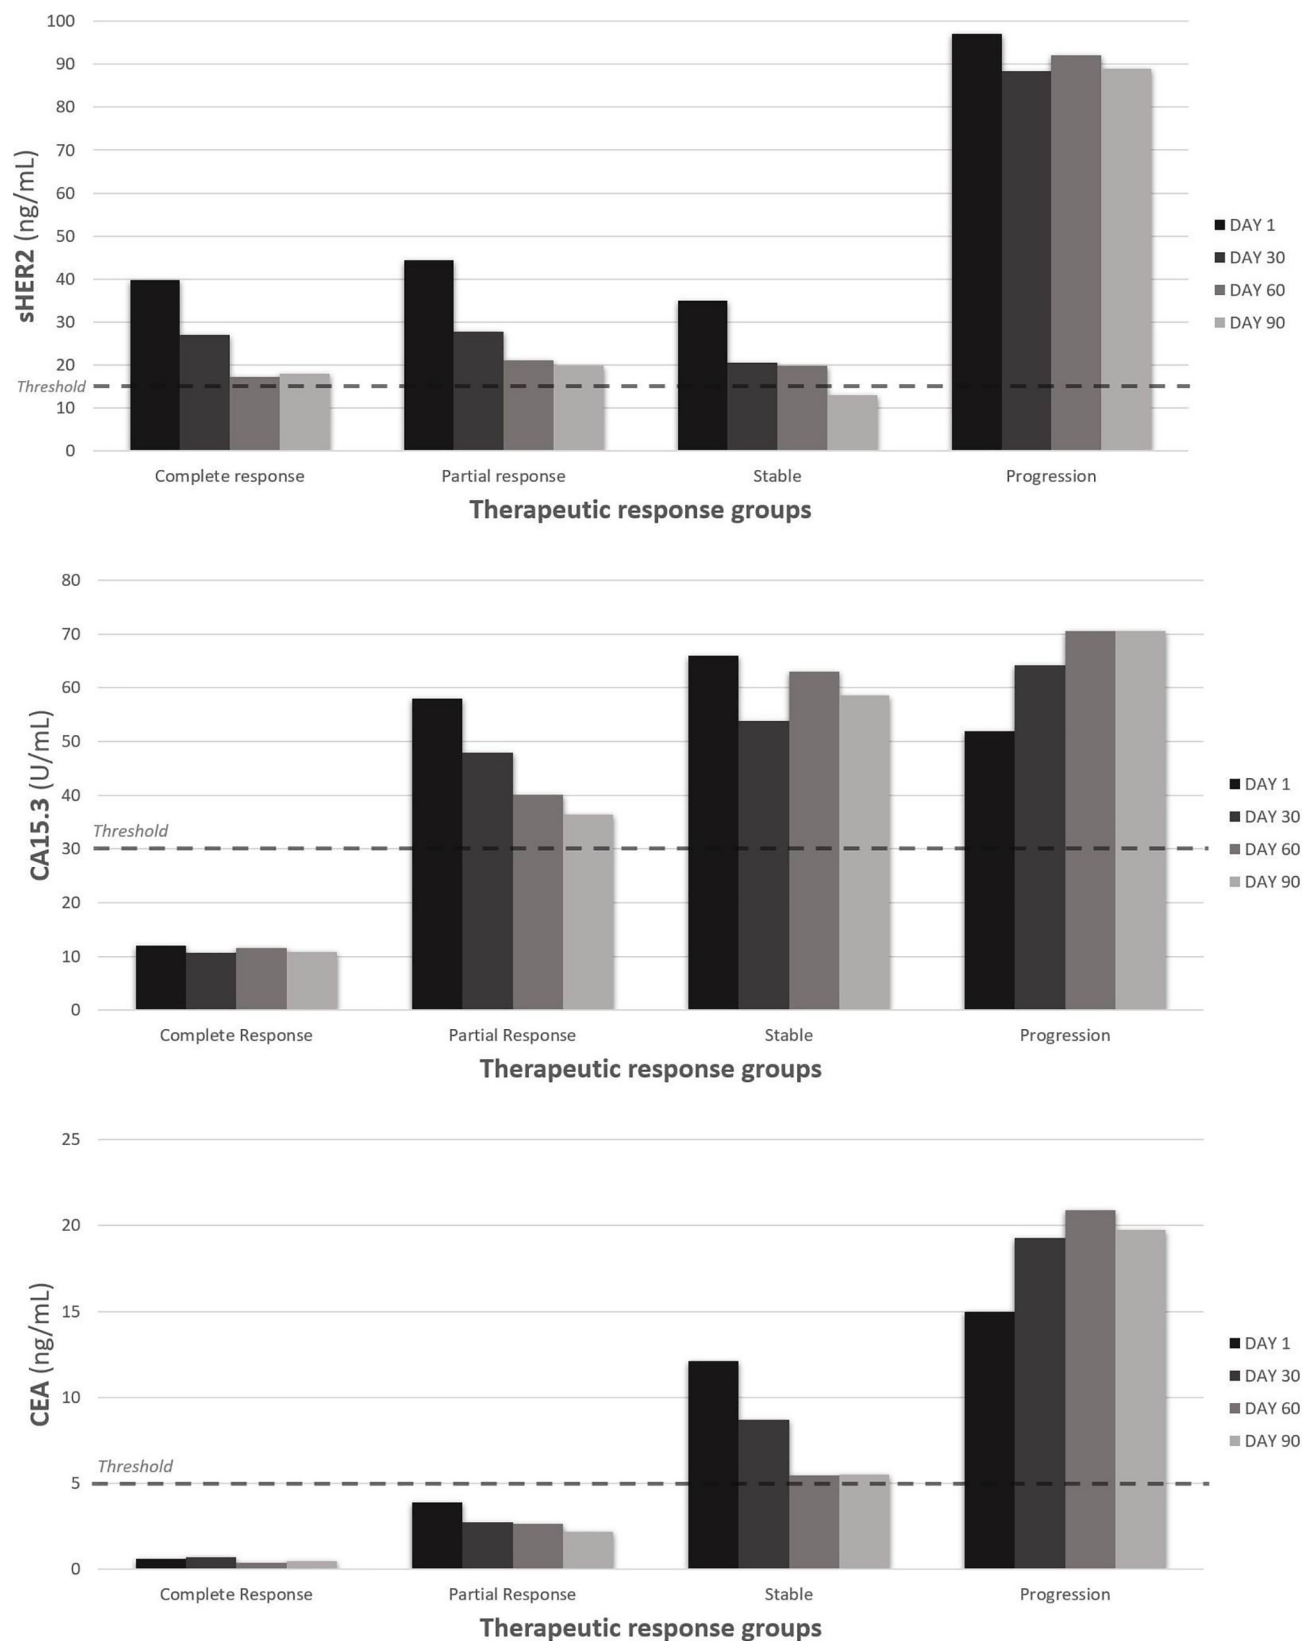 100
90
80
70
60
50
40
30
20
10
0
sHER2 (ng/mL)
Threshold
Complete response Partial response Stable Progression
Therapeutic response groups
DAY 1
DAY 30
DAY 60
DAY 90
80
70
60
50
40
30
20
10
0
CA15.3 (U/mL)
Threshold
Complete Response Partial Response Stable Progression
Therapeutic response groups
DAY 1
DAY 30
DAY 60
DAY 90
25
20
15
10
5
0
CEA (ng/mL)
Threshold
Complete Response Partial Response Stable Progression
Therapeutic response groups
DAY 1
DAY 30
DAY 60
DAY 90